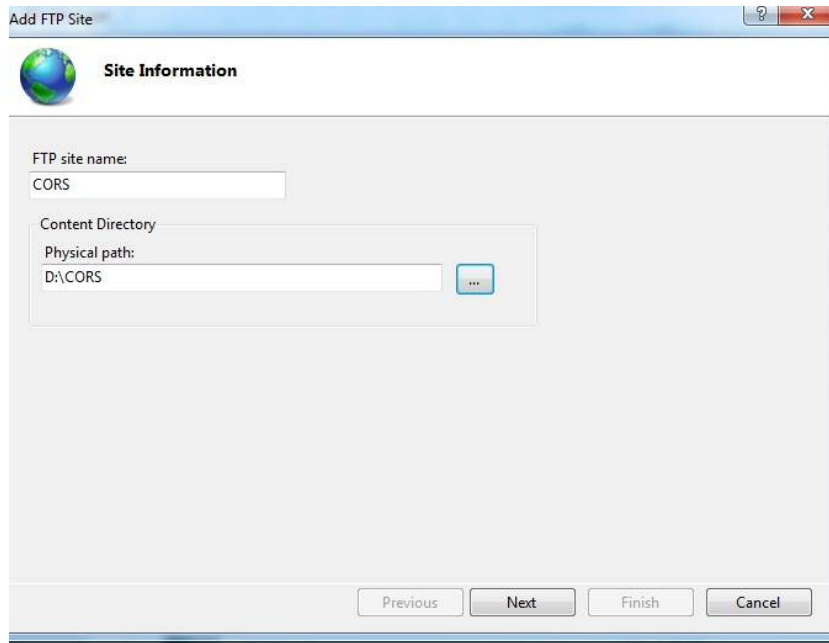 Add FTP Site
?
X
Site Information
FTP site name:
CORS
Content Directory
Physical path:
D:\CORS
...
Previous Next Finish Cancel